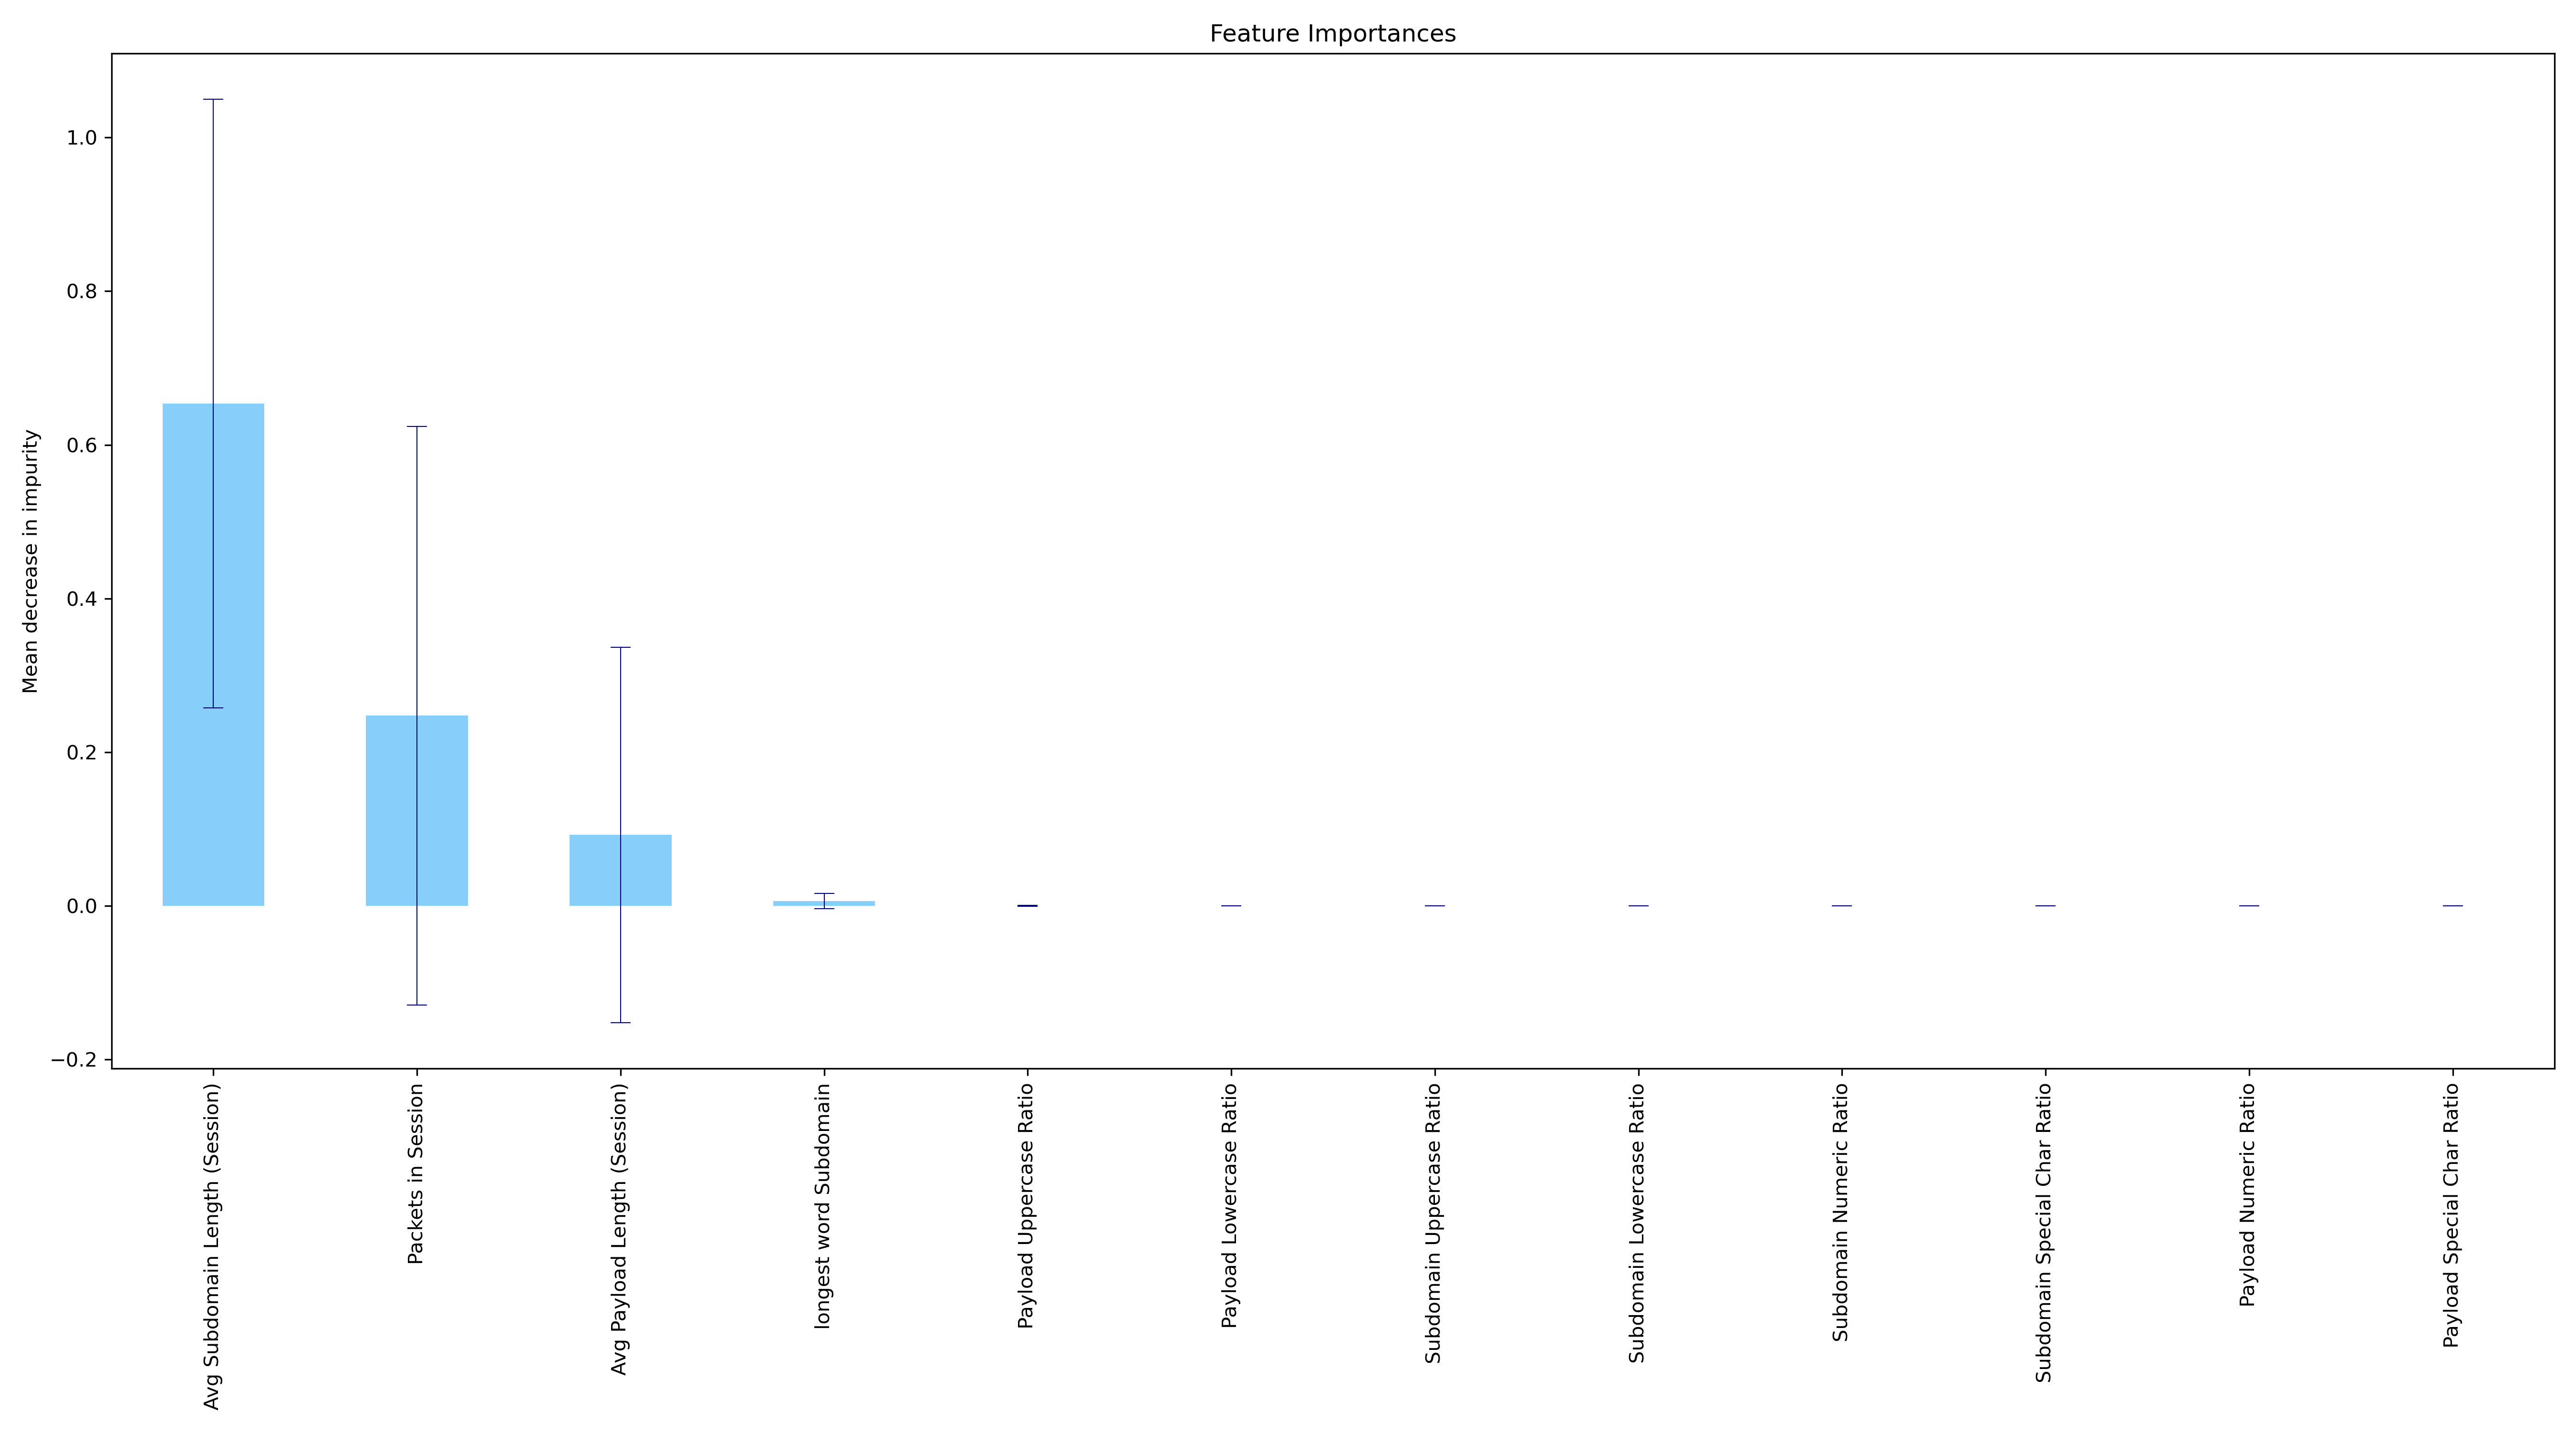 Feature Importances
Mean decrease in impurity
1.0
0.8
0.6
0.4
0.2
0.0
−0.2
Avg Subdomain Length (Session)
Packets in Session
Avg Payload Length (Session)
longest word Subdomain
Payload Uppercase Ratio
Payload Lowercase Ratio
Subdomain Uppercase Ratio
Subdomain Lowercase Ratio
Subdomain Numeric Ratio
Subdomain Special Char Ratio
Payload Numeric Ratio
Payload Special Char Ratio